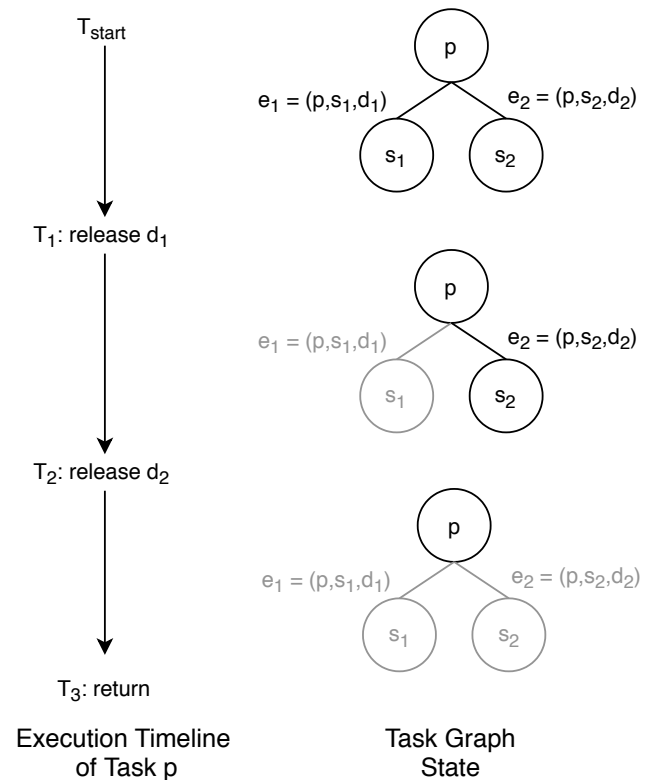 T_start
p
e_1 = (p,s_1,d_1)
e_2 = (p,s_2,d_2)
s_1
s_2
T_1: release d_1
p
e_1 = (p,s_1,d_1)
e_2 = (p,s_2,d_2)
s_1
s_2
T_2: release d_2
p
e_1 = (p,s_1,d_1)
e_2 = (p,s_2,d_2)
s_1
s_2
T_3: return
Execution Timeline
of Task p
Task Graph
State